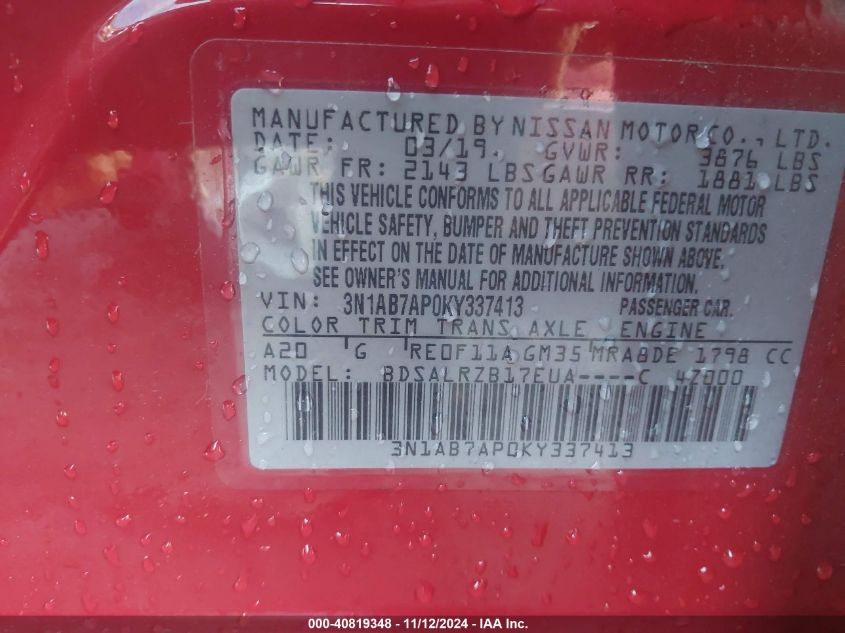 MANUFACTURED BY NISSAN MOTOR CO., LTD.
DATE: 03/19 GVWR: 3876 LBS
GAWR FR: 2143 LBS GAWR RR: 1881 LBS
THIS VEHICLE CONFORMS TO ALL APPLICABLE FEDERAL MOTOR
VEHICLE SAFETY, BUMPER AND THEFT PREVENTION STANDARDS
IN EFFECT ON THE DATE OF MANUFACTURE SHOWN ABOVE.
SEE OWNER'S MANUAL FOR ADDITIONAL INFORMATION.
VIN: 3N1AB7AP0KY337413 PASSENGER CAR.
COLOR TRIM TRANS AXLE ENGINE
A20 G RE0F11A GM35 MRA8DE 1798 CC
MODEL: BDSALRZB17EUA----C 4Z000
3N1AB7AP0KY337413
000-40819348 - 11/12/2024 - IAA Inc.